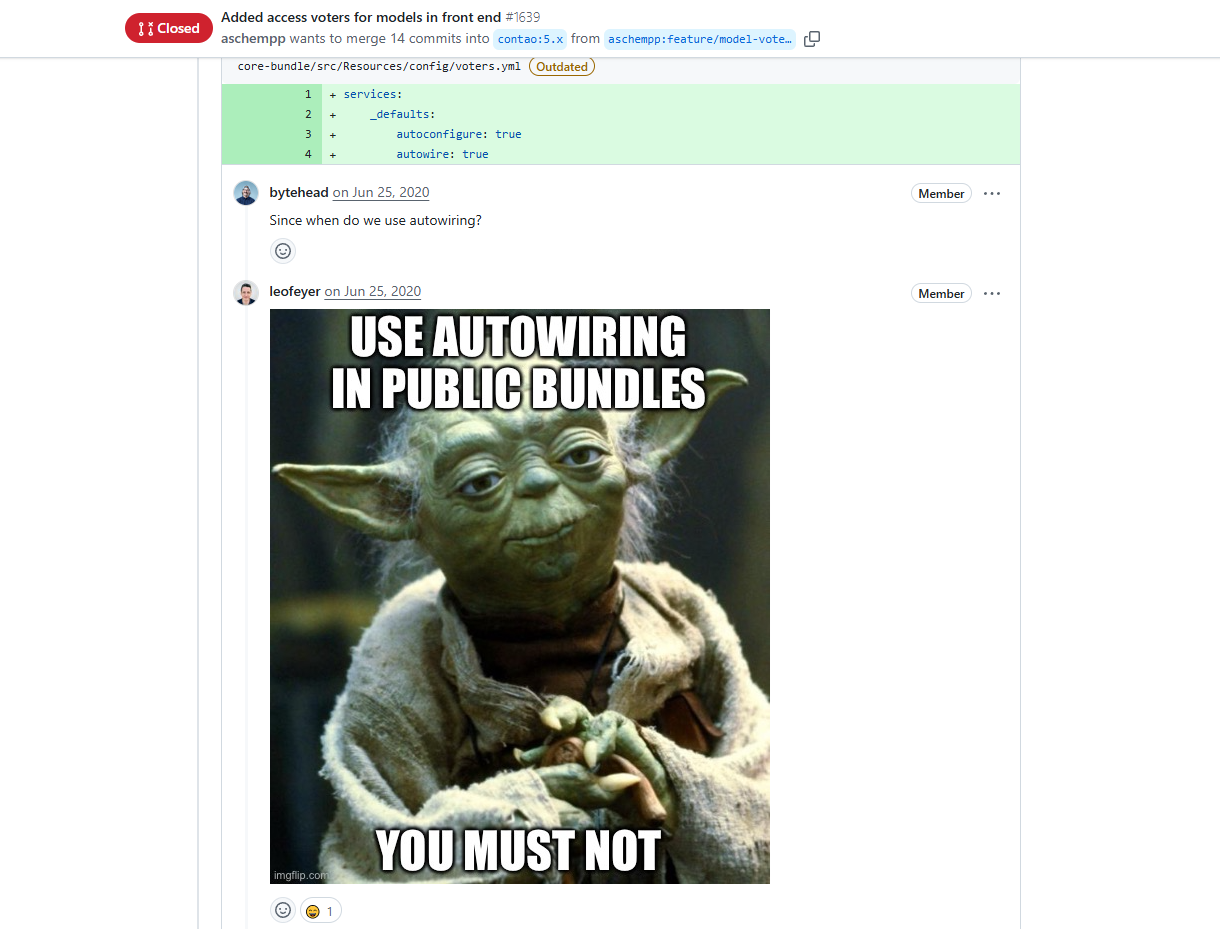 Closed
Added access voters for models in front end #1639
aschempp wants to merge 14 commits into contao:5.x from aschempp:feature/model-vote…
core-bundle/src/Resources/config/voters.yml Outdated
1 + services:
2 + _defaults:
3 + autoconfigure: true
4 + autowire: true
bytehead on Jun 25, 2020 Member
Since when do we use autowiring?
leofeyer on Jun 25, 2020 Member
USE AUTOWIRING
IN PUBLIC BUNDLES
YOU MUST NOT
imgflip.com
1